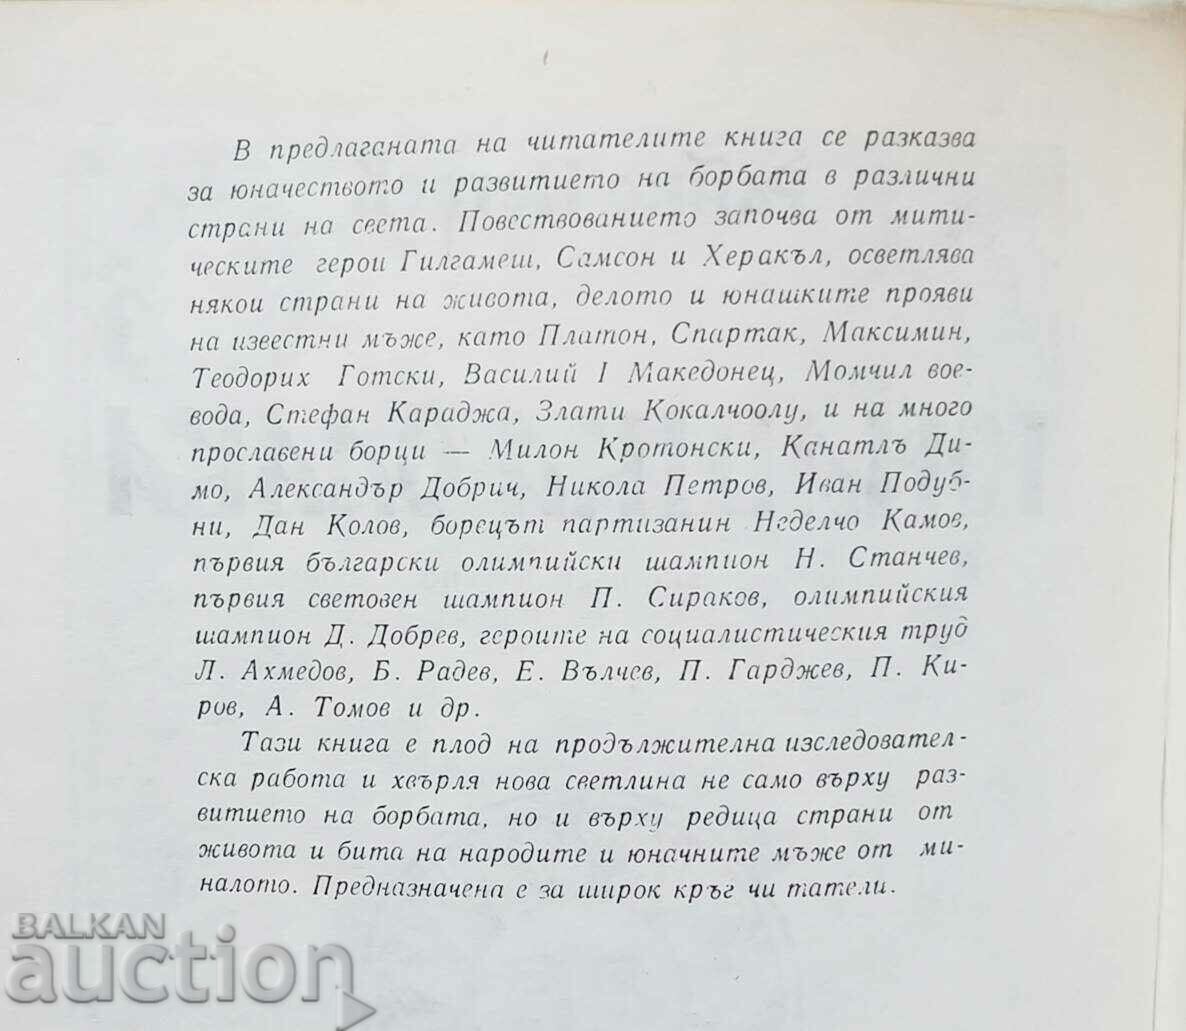 В предлаганата на читателите книга се разказва
за юначеството и развитието на борбата в различни
страни на света. Повествованието започва от мити-
ческите герои Гилгамеш, Самсон и Херакъл, осветлява
някои страни на живота, делото и юнашките прояви
на известни мъже, като Платон, Спартак, Максимин,
Теодорих Готски, Василий I Македонец, Момчил вое-
вода, Стефан Караджа, Злати Кокалчоолу, и на много
прославени борци — Милон Кротонски, Канатлъ Ди-
мо, Александър Добрич, Никола Петров, Иван Подуб-
ни, Дан Колов, борецът партизанин Неделчо Камов,
първия български олимпийски шампион Н. Станчев,
първия световен шампион П. Сираков, олимпийския
шампион Д. Добрев, героите на социалистическия труд
Л. Ахмедов, Б. Радев, Е. Вълчев, П. Гарджев, П. Ки-
ров, А. Томов и др.
Тази книга е плод на продължителна изследовател-
ска работа и хвърля нова светлина не само върху раз-
витието на борбата, но и върху редица страни от
живота и бита на народите и юначните мъже от ми-
налото. Предназначена е за широк кръг чи татели.
BALKAN
auction